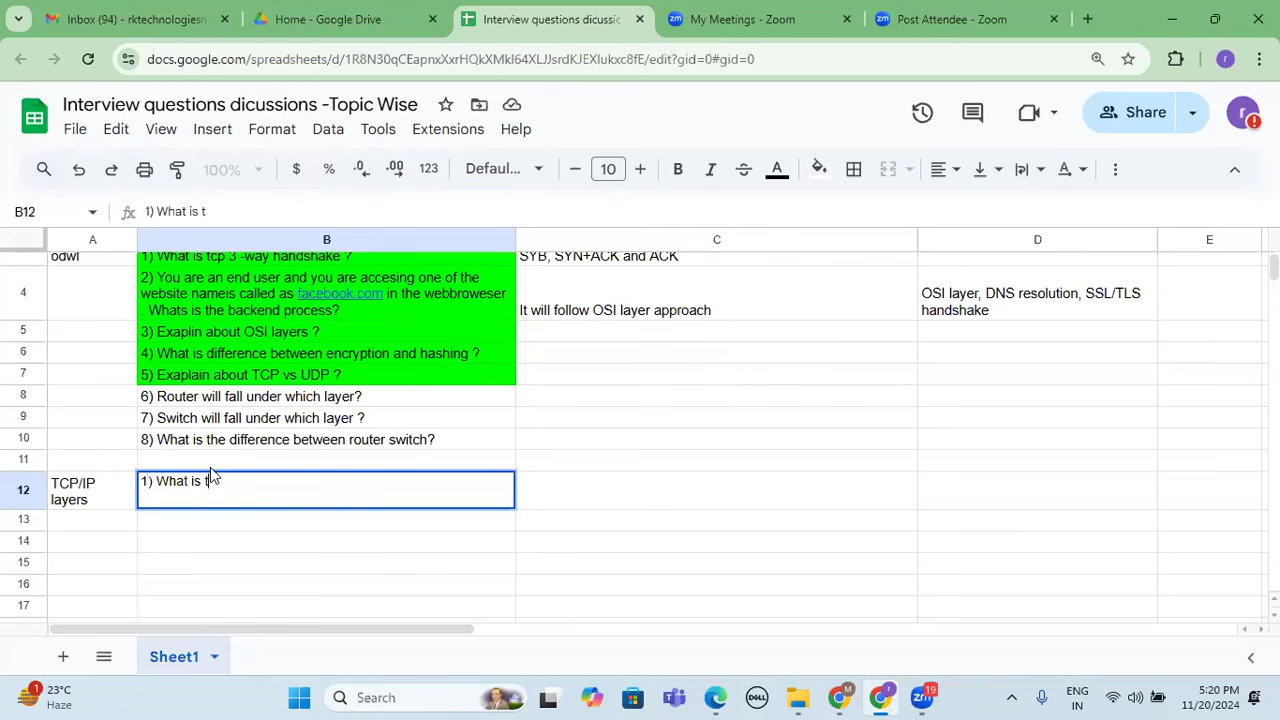 Inbox (94) - rktechnologiesn
Home - Google Drive
Interview questions dicussic
My Meetings - Zoom
Post Attendee - Zoom
docs.google.com/spreadsheets/d/1R8N30qCEapnxXxrHQkXMkl64XLJJsrdKJEXlukxc8fE/edit?gid=0#gid=0
Interview questions dicussions -Topic Wise
Share
r
File Edit View Insert Format Data Tools Extensions Help
100% $ % .0 .00 123 Defaul... 10 B I A
B12 fx 1) What is t
A B C D E
odwl 1) What is tcp 3 -way handshake ? SYB, SYN+ACK and ACK
2) You are an end user and you are accesing one of the
website nameis called as facebook.com in the webbroweser
. Whats is the backend process?
It will follow OSI layer approach
OSI layer, DNS resolution, SSL/TLS
handshake
4
5 3) Exaplin about OSI layers ?
6 4) What is difference between encryption and hashing ?
7 5) Exaplain about TCP vs UDP ?
8 6) Router will fall under which layer?
9 7) Switch will fall under which layer ?
10 8) What is the difference between router switch?
11
12 TCP/IP
layers
1) What is t
13
14
15
16
17
Sheet1
1
23°C
Haze
Search
DELL
M
r
zm
19
ENG
IN
5:20 PM
11/20/2024